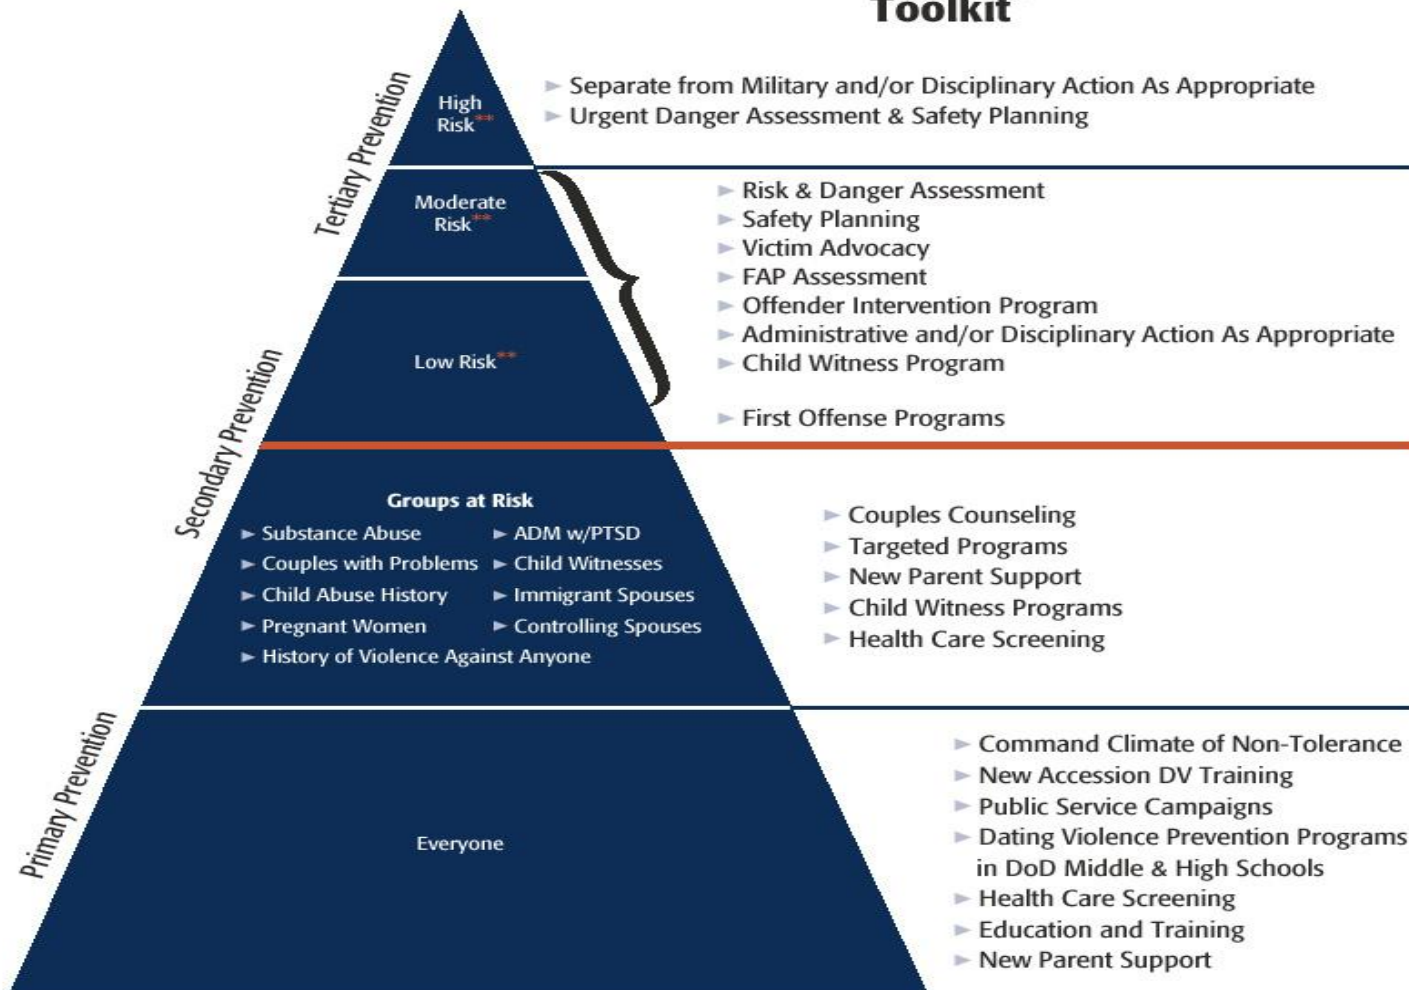 Toolkit
Tertiary Prevention
High
Risk**
► Separate from Military and/or Disciplinary Action As Appropriate
► Urgent Danger Assessment & Safety Planning
Moderate
Risk**
► Risk & Danger Assessment
► Safety Planning
► Victim Advocacy
► FAP Assessment
► Offender Intervention Program
► Administrative and/or Disciplinary Action As Appropriate
► Child Witness Program
► First Offense Programs
Low Risk**
Secondary Prevention
Groups at Risk
► Substance Abuse
► Couples with Problems
► Child Abuse History
► Pregnant Women
► History of Violence Against Anyone
► ADM w/PTSD
► Child Witnesses
► Immigrant Spouses
► Controlling Spouses
► Couples Counseling
► Targeted Programs
► New Parent Support
► Child Witness Programs
► Health Care Screening
Primary Prevention
Everyone
► Command Climate of Non-Tolerance
► New Accession DV Training
► Public Service Campaigns
► Dating Violence Prevention Programs
in DoD Middle & High Schools
► Health Care Screening
► Education and Training
► New Parent Support